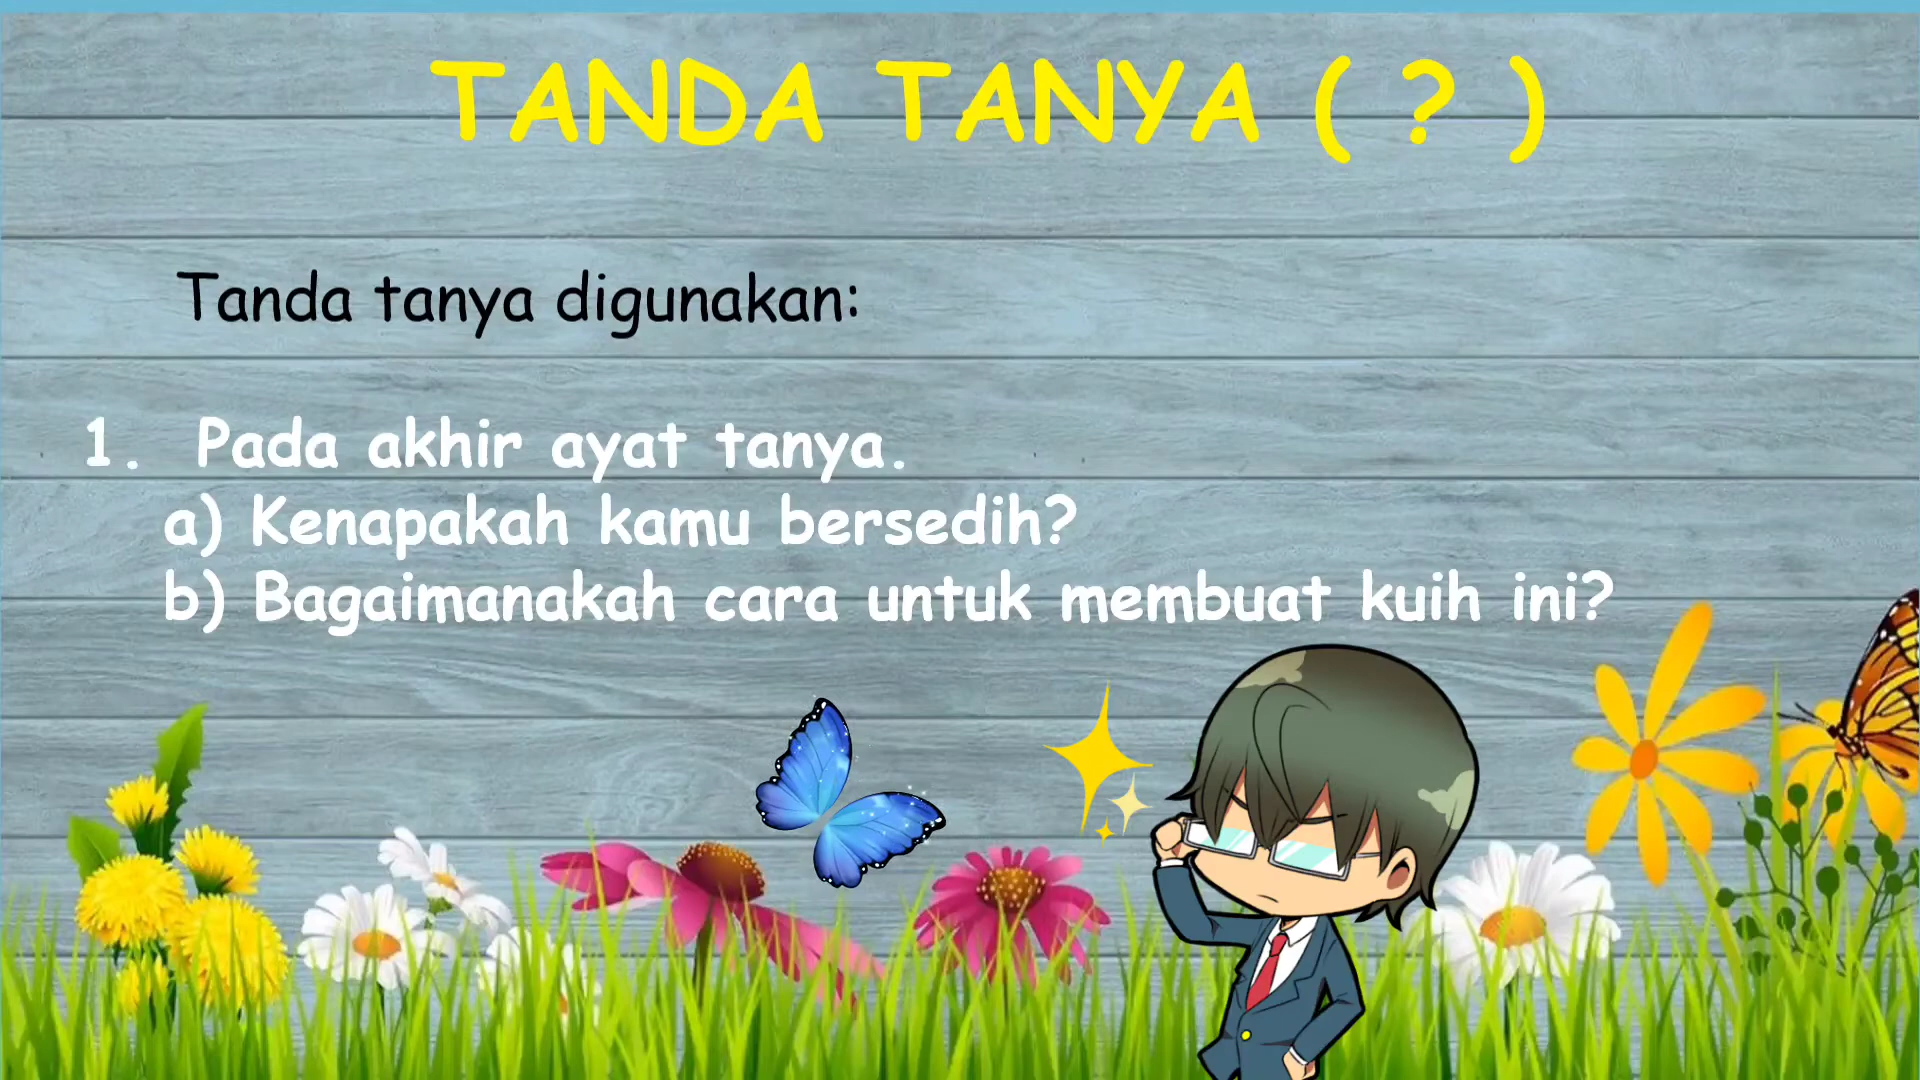 TANDA TANYA ( ? )
Tanda tanya digunakan:
1. Pada akhir ayat tanya.
a) Kenapakah kamu bersedih?
b) Bagaimanakah cara untuk membuat kuih ini?